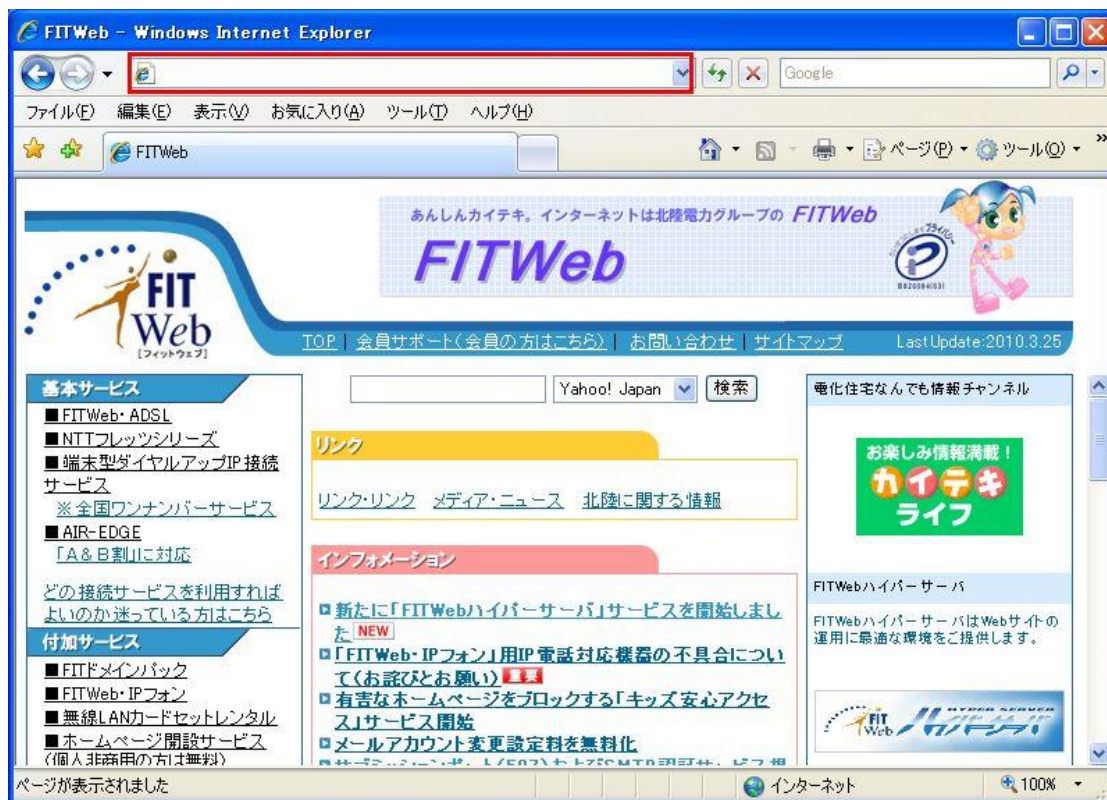 FITWeb - Windows Internet Explorer
Google
ファイル(F) 編集(E) 表示(V) お気に入り(A) ツール(T) ヘルプ(H)
FITWeb
ページ(P) ツール(O) »
あんしんカイテキ。インターネットは北陸電力グループの FITWeb
FITWeb
FIT
Web
[フィットウェブ]
TOP | 会員サポート(会員の方はこちら) | お問い合わせ | サイトマップ
LastUpdate:2010.3.25
基本サービス
■FITWeb・ADSL
■NTTフレッツシリーズ
■端末型ダイヤルアップIP接続
サービス
※全国ワンナンバーサービス
■AIR-EDGE
「A&B割」に対応
どの接続サービスを利用すれば
よいのか迷っている方はこちら
付加サービス
■FITドメインパック
■FITWeb・IPフォン
■無線LANカードセットレンタル
■ホームページ開設サービス
(個人非商用の方は無料)
Yahoo! Japan 検索
リンク
リンク・リンク メディア・ニュース 北陸に関する情報
インフォメーション
新たに「FITWebハイパーサーバ」サービスを開始しまし
た NEW
「FITWeb・IPフォン」用IP電話対応機器の不具合につい
て(お詫びとお願い) 重要
有害なホームページをブロックする「キッズ安心アクセ
ス」サービス開始
メールアカウント変更設定料を無料化
電化住宅なんでも情報チャンネル
お楽しみ情報満載!
カイテキ
ライフ
FITWebハイパーサーバ
FITWebハイパーサーバはWebサイトの
運用に最適な環境をご提供します。
FIT
Web
HYPER SERVER
ページが表示されました
インターネット
100%